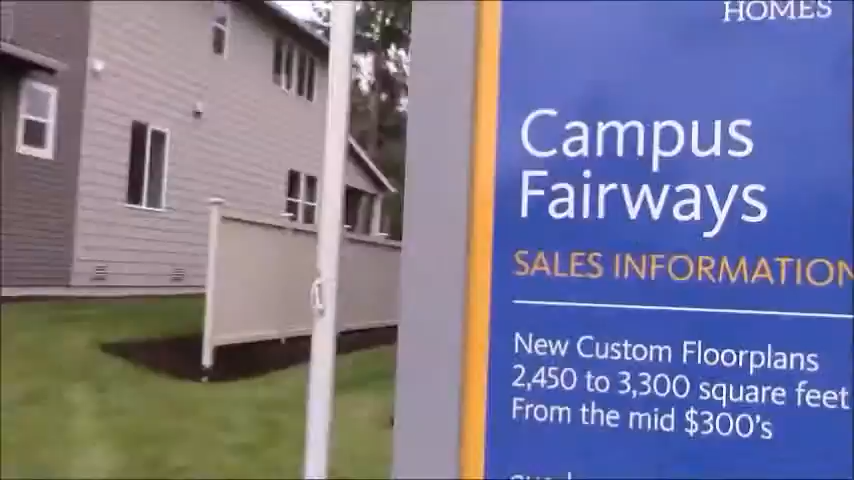 HOMES
Campus
Fairways
SALES INFORMATION
New Custom Floorplans
2,450 to 3,300 square feet
From the mid $300's